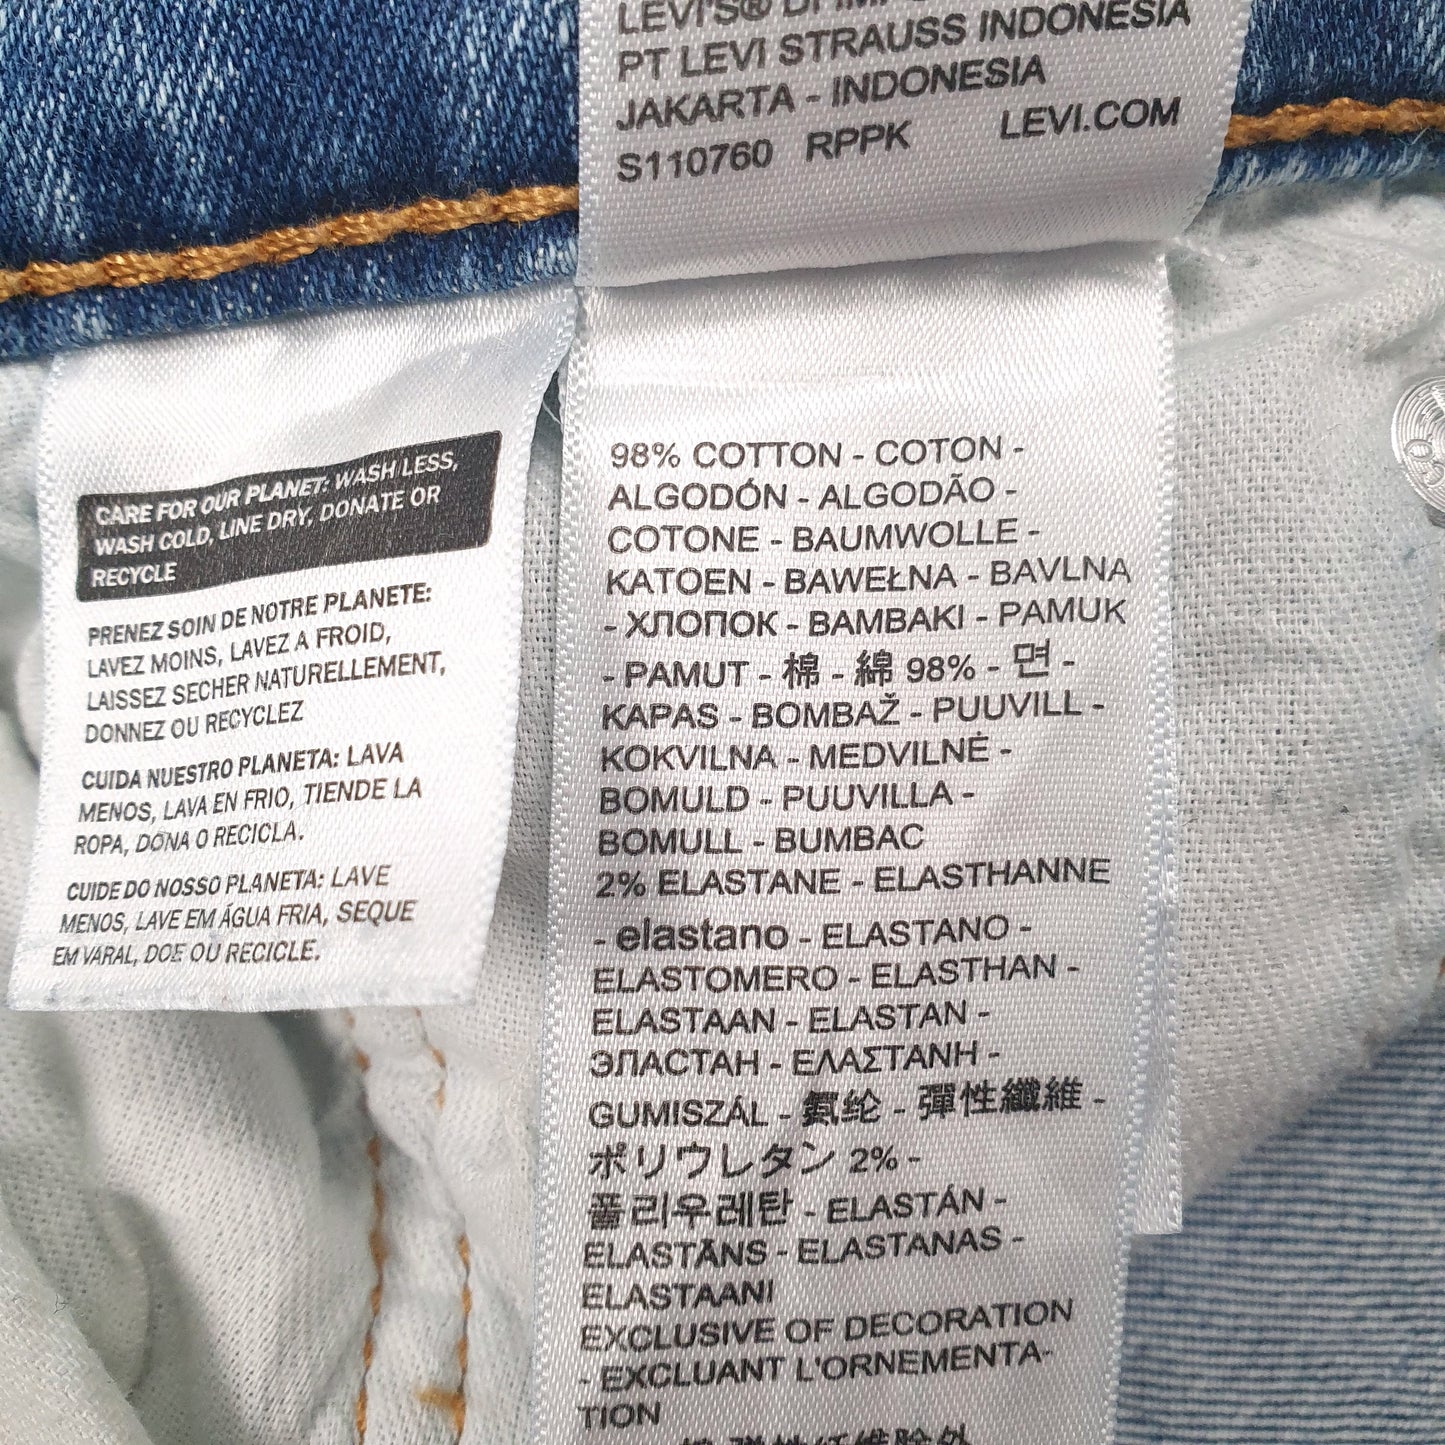 LEVI'S®
PT LEVI STRAUSS INDONESIA
JAKARTA - INDONESIA
S110760 RPPK LEVI.COM
CARE FOR OUR PLANET: WASH LESS,
WASH COLD, LINE DRY, DONATE OR
RECYCLE
PRENEZ SOIN DE NOTRE PLANETE:
LAVEZ MOINS, LAVEZ A FROID,
LAISSEZ SECHER NATURELLEMENT,
DONNEZ OU RECYCLEZ
CUIDA NUESTRO PLANETA: LAVA
MENOS, LAVA EN FRIO, TIENDE LA
ROPA, DONA O RECICLA.
CUIDE DO NOSSO PLANETA: LAVE
MENOS, LAVE EM ÁGUA FRIA, SEQUE
EM VARAL, DOE OU RECICLE.
98% COTTON - COTON -
ALGODÓN - ALGODÃO -
COTONE - BAUMWOLLE -
KATOEN - BAWEŁNA - BAVLNA
- ХЛОПОК - BAMBAKI - PAMUK
- PAMUT - 棉 - 綿 98% - 면 -
KAPAS - BOMBAŽ - PUUVILL -
KOKVILNA - MEDVILNĖ -
BOMULD - PUUVILLA -
BOMULL - BUMBAC
2% ELASTANE - ELASTHANNE
- elastano - ELASTANO -
ELASTOMERO - ELASTHAN -
ELASTAAN - ELASTAN -
ЭЛАСТАН - ΕΛΑΣΤΑΝΗ -
GUMISZÁL - 氨纶 - 彈性纖維 -
ポリウレタン 2% -
폴리우레탄 - ELASTÁN -
ELASTĀNS - ELASTANAS -
ELASTAANI
EXCLUSIVE OF DECORATION
- EXCLUANT L'ORNEMENTA-
TION